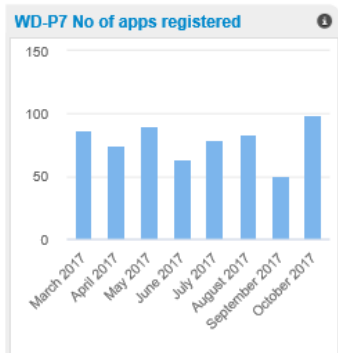 WD-P7 No of apps registered
150
100
50
0
March 2017
April 2017
May 2017
June 2017
July 2017
August 2017
September 2017
October 2017